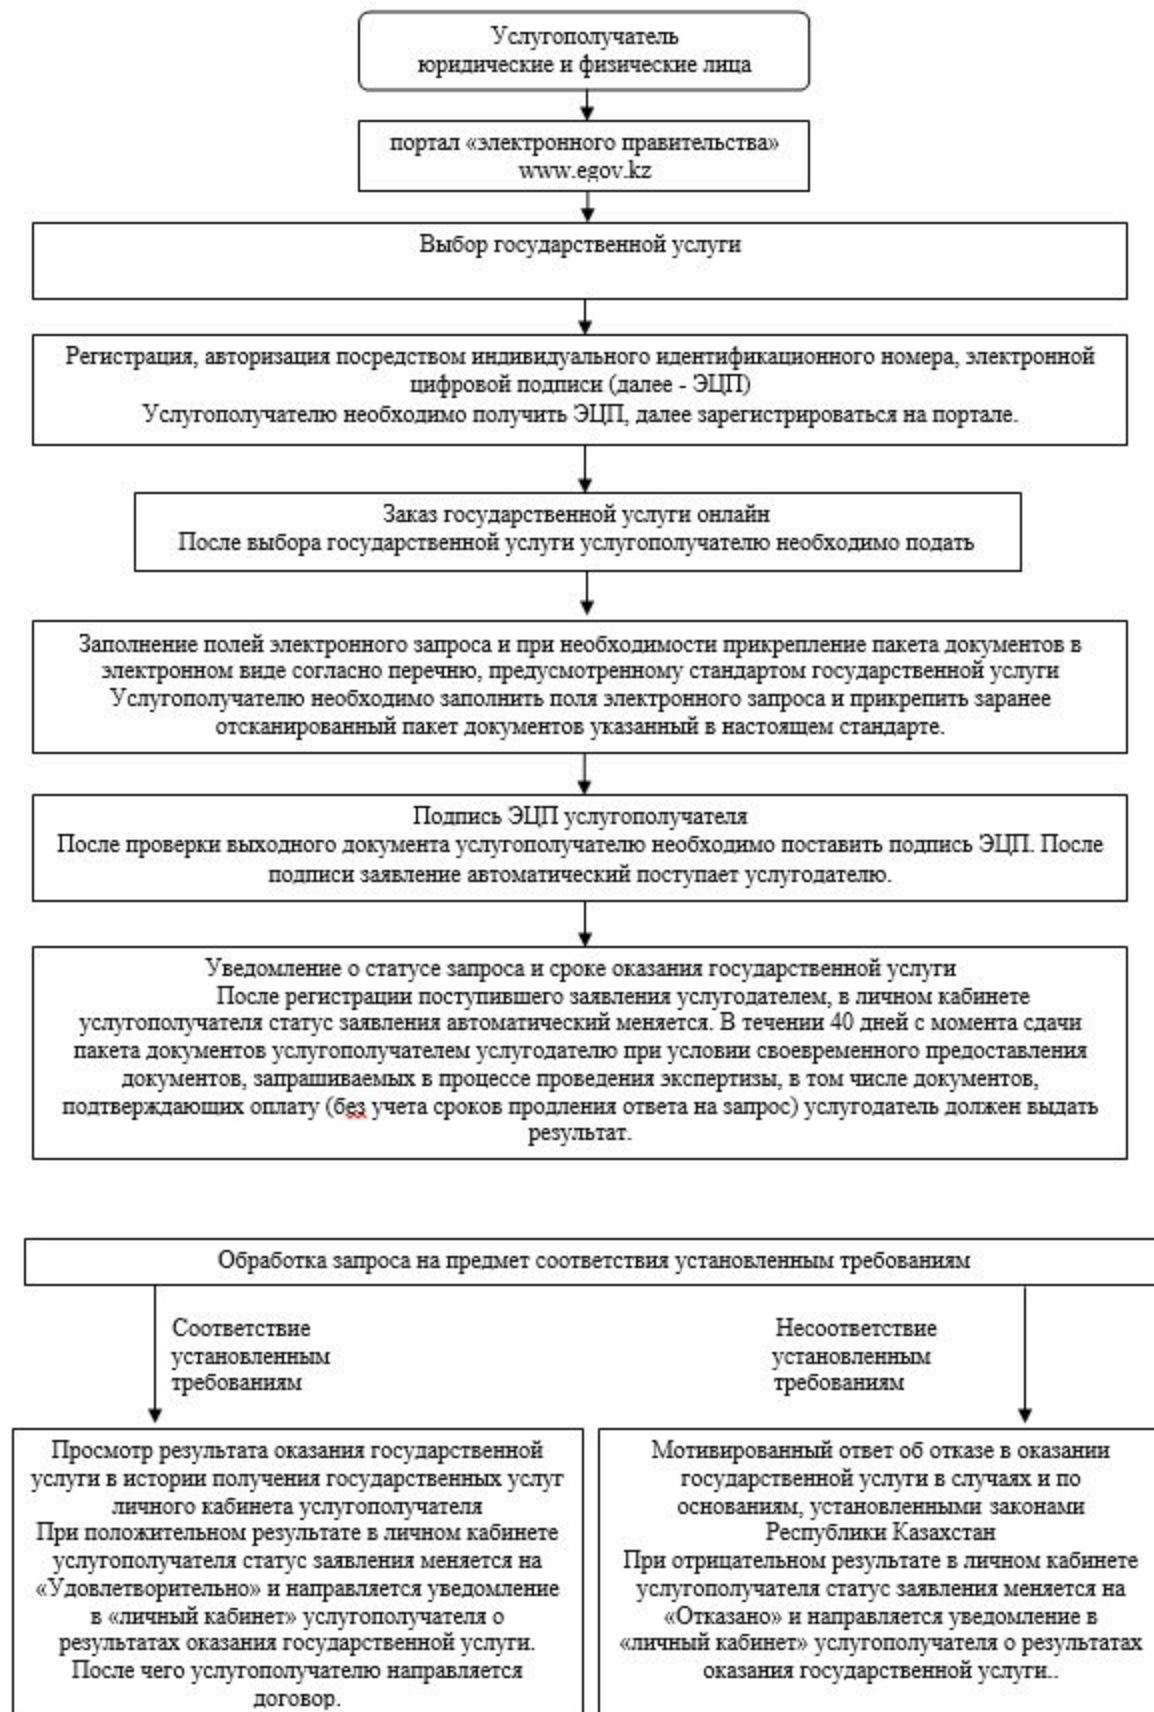 Услугополучатель
юридические и физические лица
портал «электронного правительства»
www.egov.kz
Выбор государственной услуги
Регистрация, авторизация посредством индивидуального идентификационного номера, электронной
цифровой подписи (далее - ЭЦП)
Услугополучателю необходимо получить ЭЦП, далее зарегистрироваться на портале.
Заказ государственной услуги онлайн
После выбора государственной услуги услугополучателю необходимо подать
Заполнение полей электронного запроса и при необходимости прикрепление пакета документов в
электронном виде согласно перечню, предусмотренному стандартом государственной услуги
Услугополучателю необходимо заполнить поля электронного запроса и прикрепить заранее
отсканированный пакет документов указанный в настоящем стандарте.
Подпись ЭЦП услугополучателя
После проверки выходного документа услугополучателю необходимо поставить подпись ЭЦП. После
подписи заявление автоматический поступает услугодателю.
Уведомление о статусе запроса и сроке оказания государственной услуги
После регистрации поступившего заявления услугодателем, в личном кабинете
услугополучателя статус заявления автоматический меняется. В течении 40 дней с момента сдачи
пакета документов услугополучателем услугодателю при условии своевременного предоставления
документов, запрашиваемых в процессе проведения экспертизы, в том числе документов,
подтверждающих оплату (без учета сроков продления ответа на запрос) услугодатель должен выдать
результат.
Обработка запроса на предмет соответствия установленным требованиям
Соответствие
установленным
требованиям
Несоответствие
установленным
требованиям
Просмотр результата оказания государственной
услуги в истории получения государственных услуг
личного кабинета услугополучателя
При положительном результате в личном кабинете
услугополучателя статус заявления меняется на
«Удовлетворительно» и направляется уведомление
в «личный кабинет» услугополучателя о
результатах оказания государственной услуги.
После чего услугополучателю направляется
договор.
Мотивированный ответ об отказе в оказании
государственной услуги в случаях и по
основаниям, установленными законами
Республики Казахстан
При отрицательном результате в личном кабинете
услугополучателя статус заявления меняется на
«Отказано» и направляется уведомление в
«личный кабинет» услугополучателя о результатах
оказания государственной услуги..